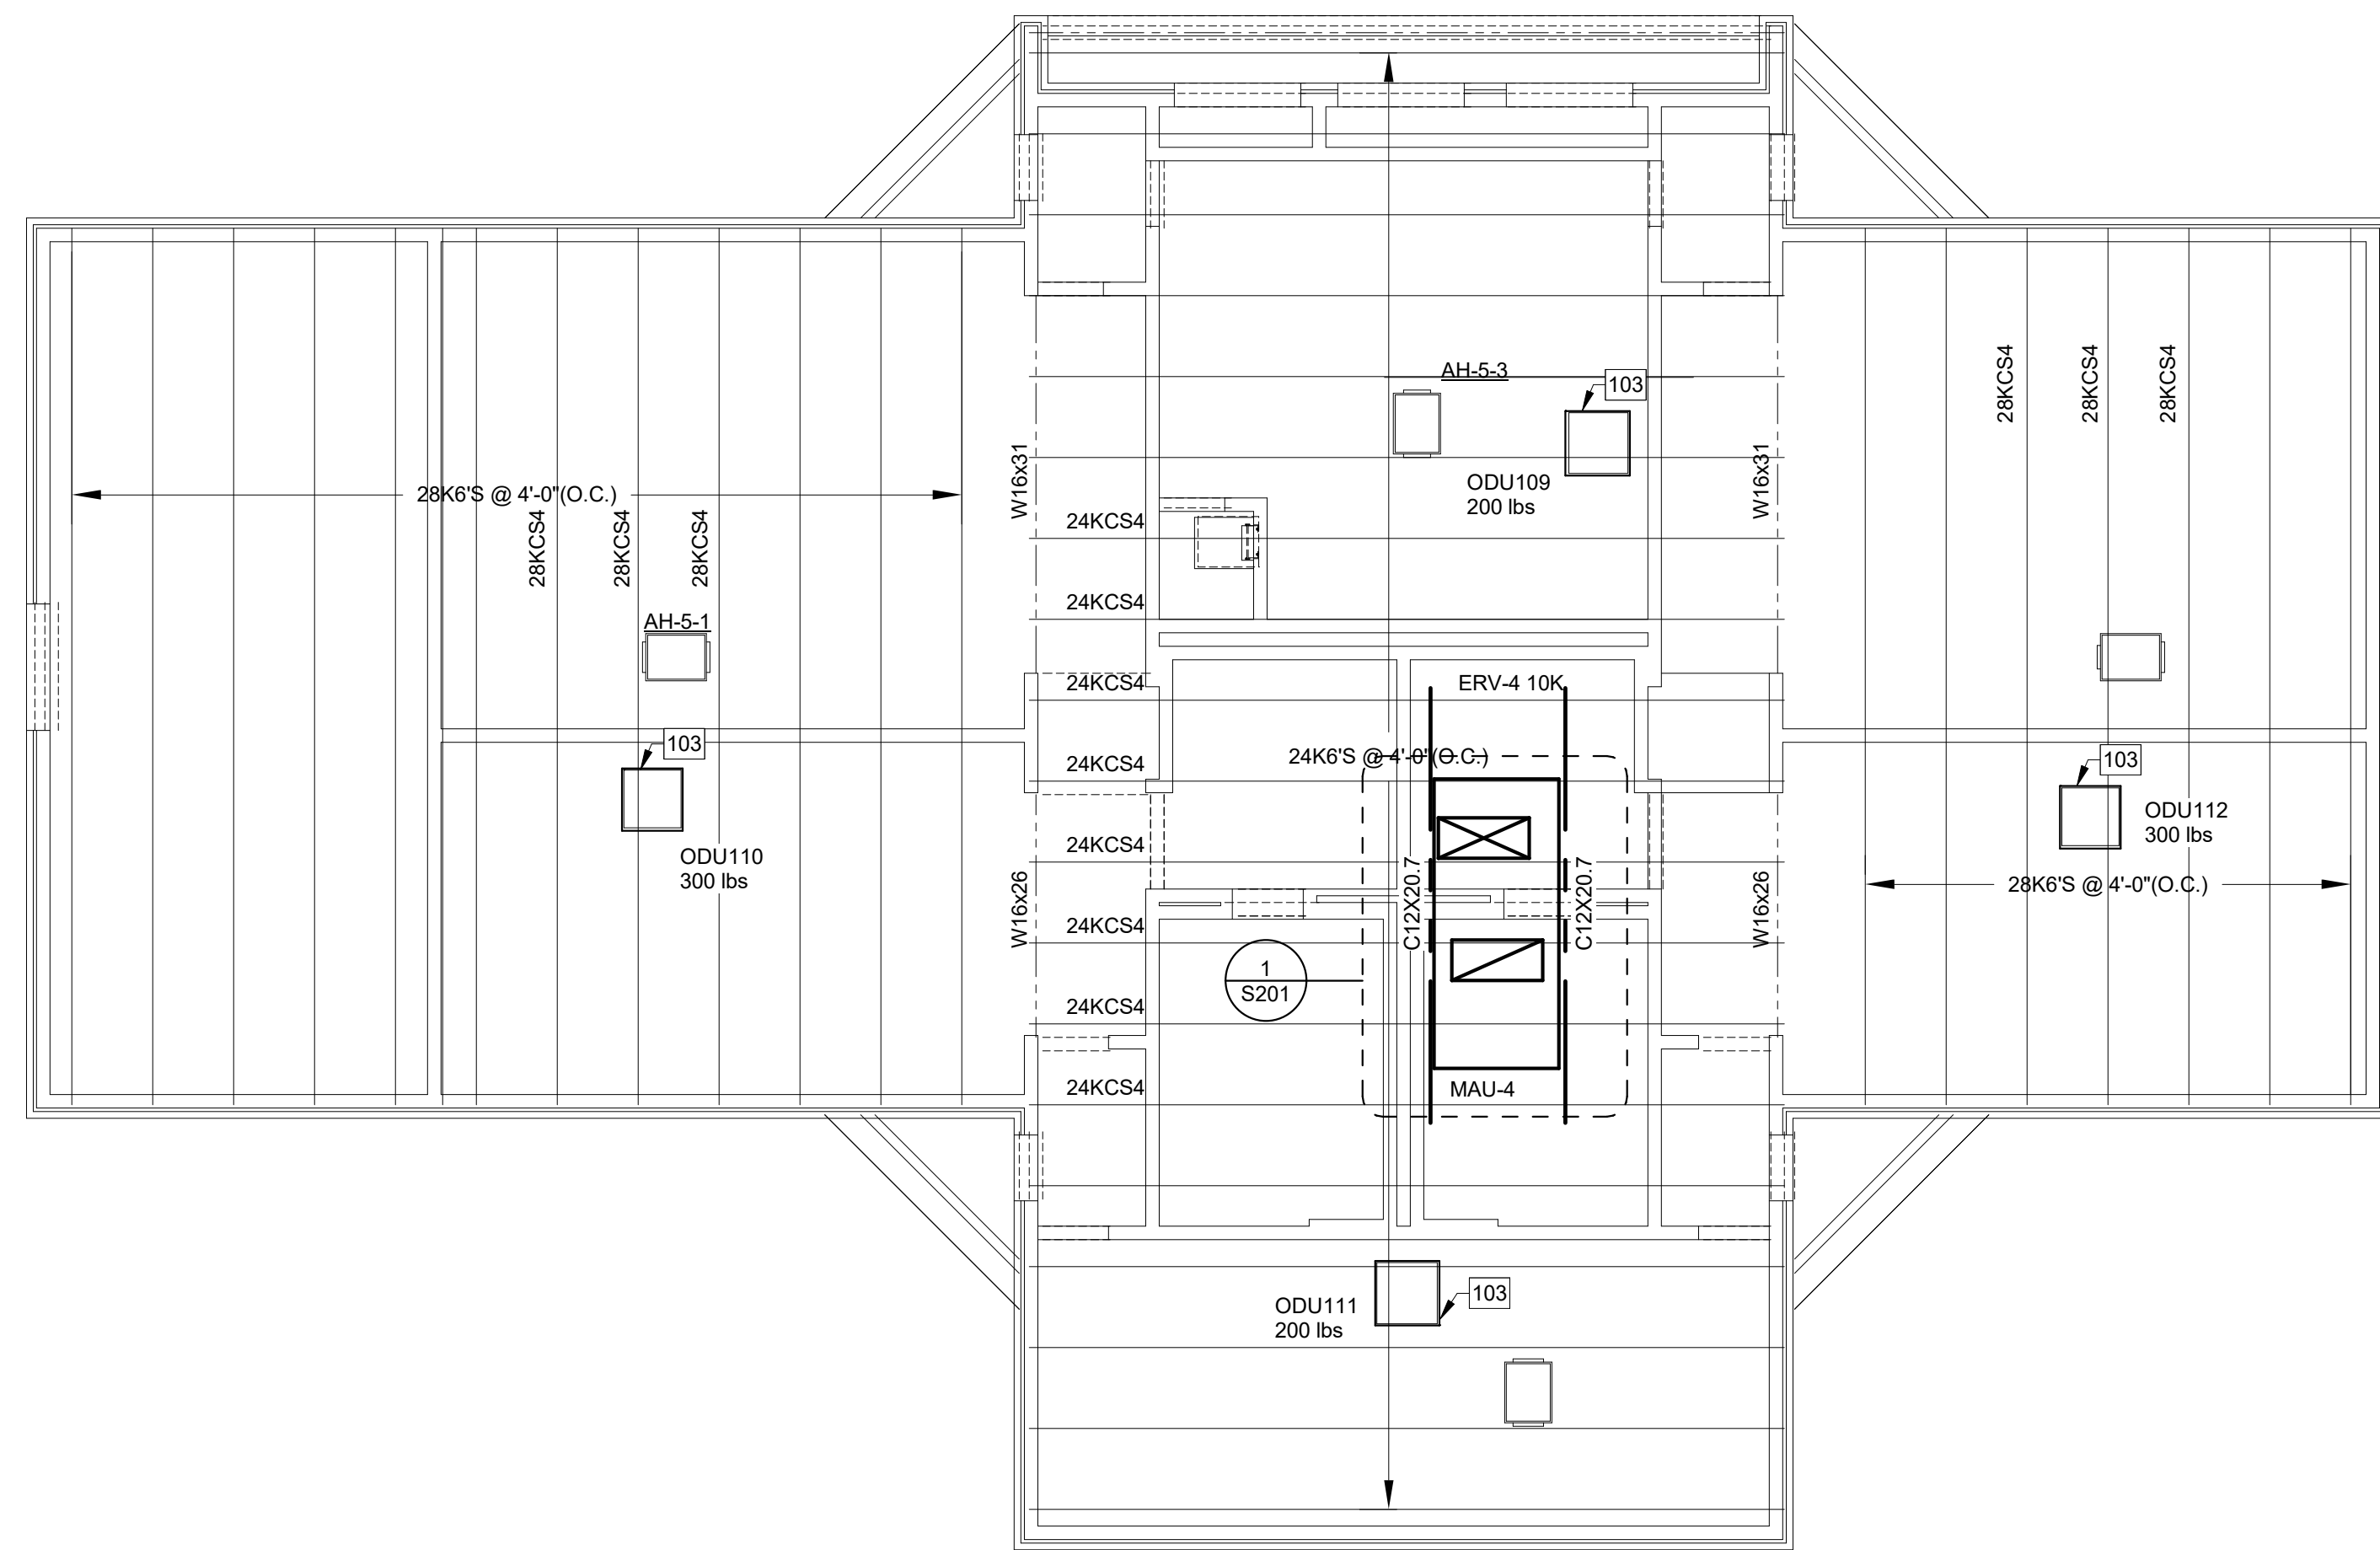 AH-5-3
103
28KCS4
28KCS4
28KCS4
W16x31
W16x31
ODU109
200 lbs
28K6'S @ 4'-0"(O.C.)
24KCS4
28KCS4
28KCS4
28KCS4
24KCS4
AH-5-1
24KCS4
ERV-4 10K
103
24K6'S @ 4'-0"(O.C.)
103
24KCS4
ODU112
300 lbs
24KCS4
ODU110
300 lbs
28K6'S @ 4'-0"(O.C.)
W16x26
C12X20.7
C12X20.7
W16x26
24KCS4
1
S201
24KCS4
24KCS4
MAU-4
ODU111
200 lbs
103